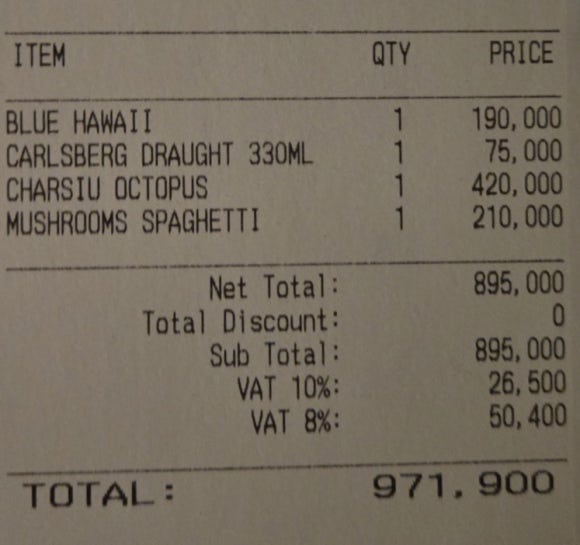 ITEM QTY PRICE
BLUE HAWAII 1 190,000
CARLSBERG DRAUGHT 330ML 1 75,000
CHARSIU OCTOPUS 1 420,000
MUSHROOMS SPAGHETTI 1 210,000
Net Total: 895,000
Total Discount: 0
Sub Total: 895,000
VAT 10%: 26,500
VAT 8%: 50,400
TOTAL: 971,900